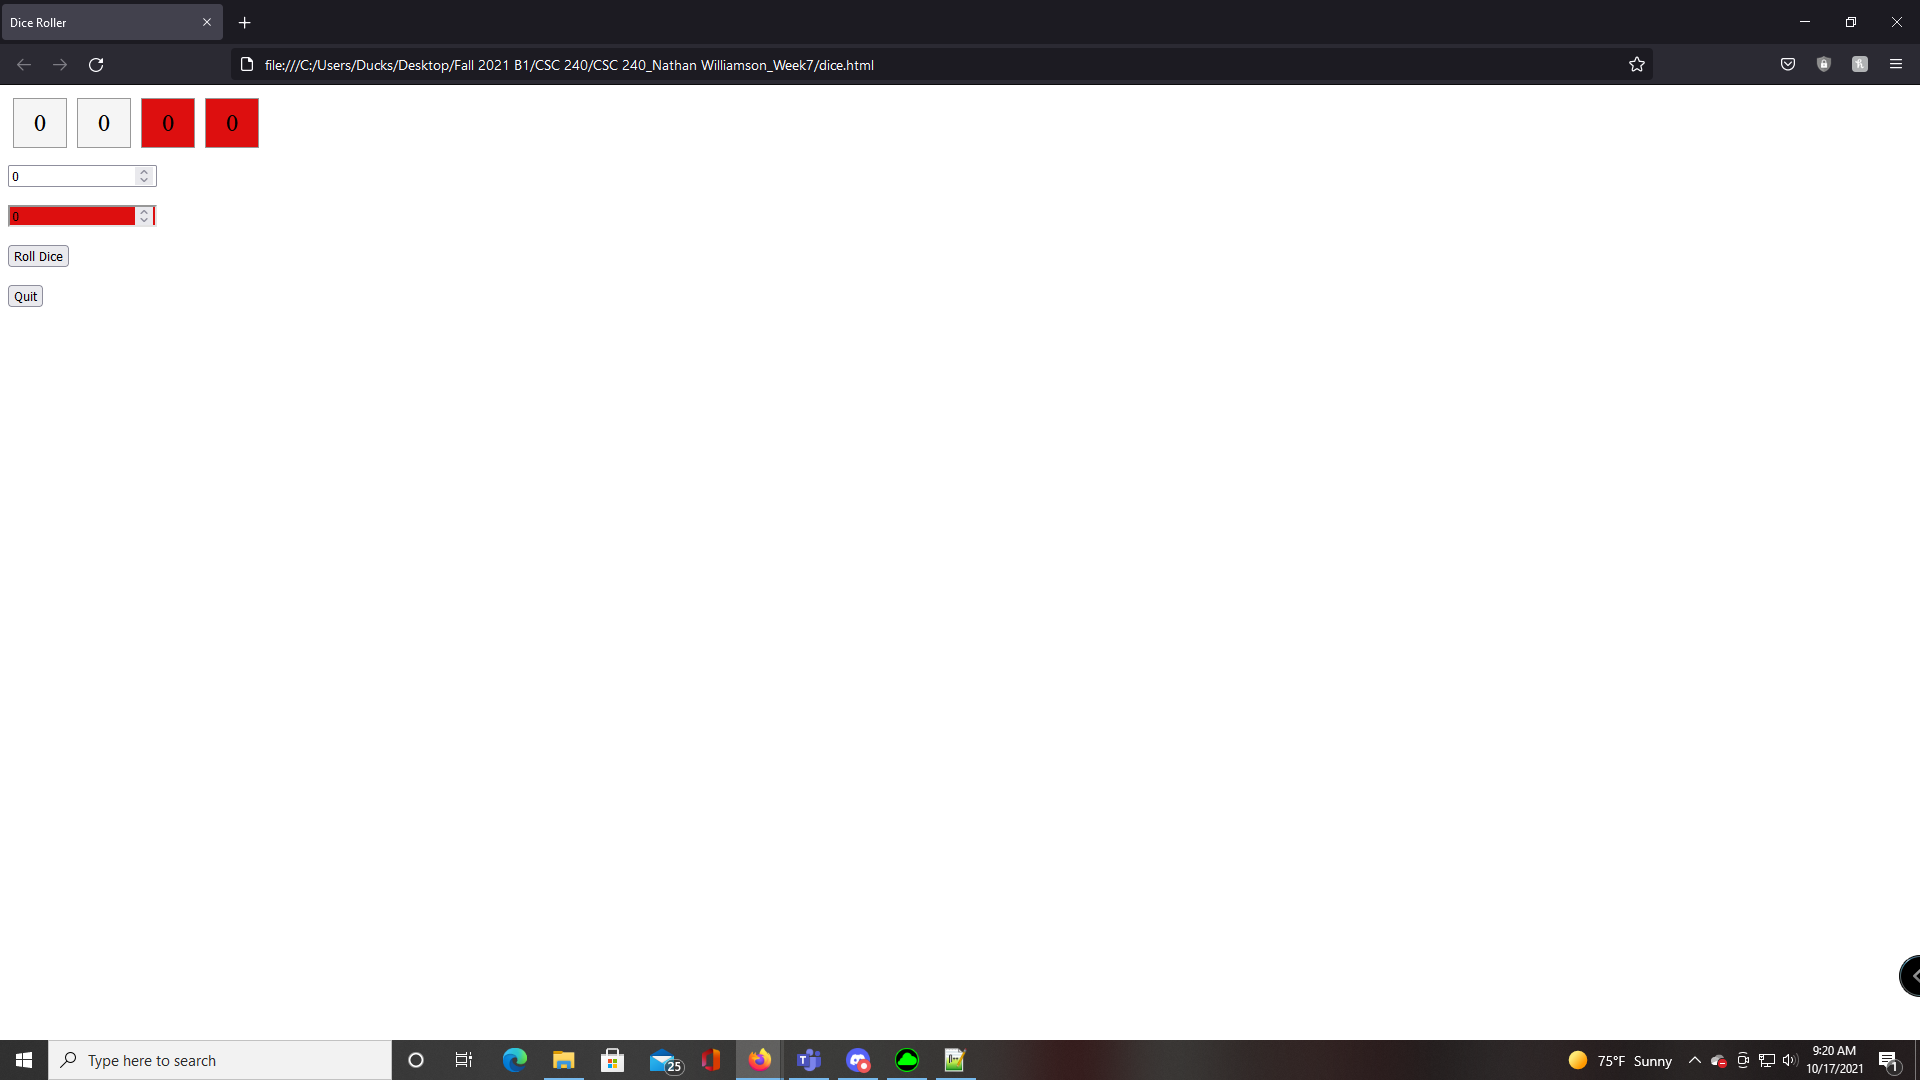 Dice Roller
file:///C:/Users/Ducks/Desktop/Fall 2021 B1/CSC 240/CSC 240_Nathan Williamson_Week7/dice.html
0 0 0 0
0
0
Roll Dice
Quit
Type here to search
25
75°F Sunny
9:20 AM
10/17/2021
1